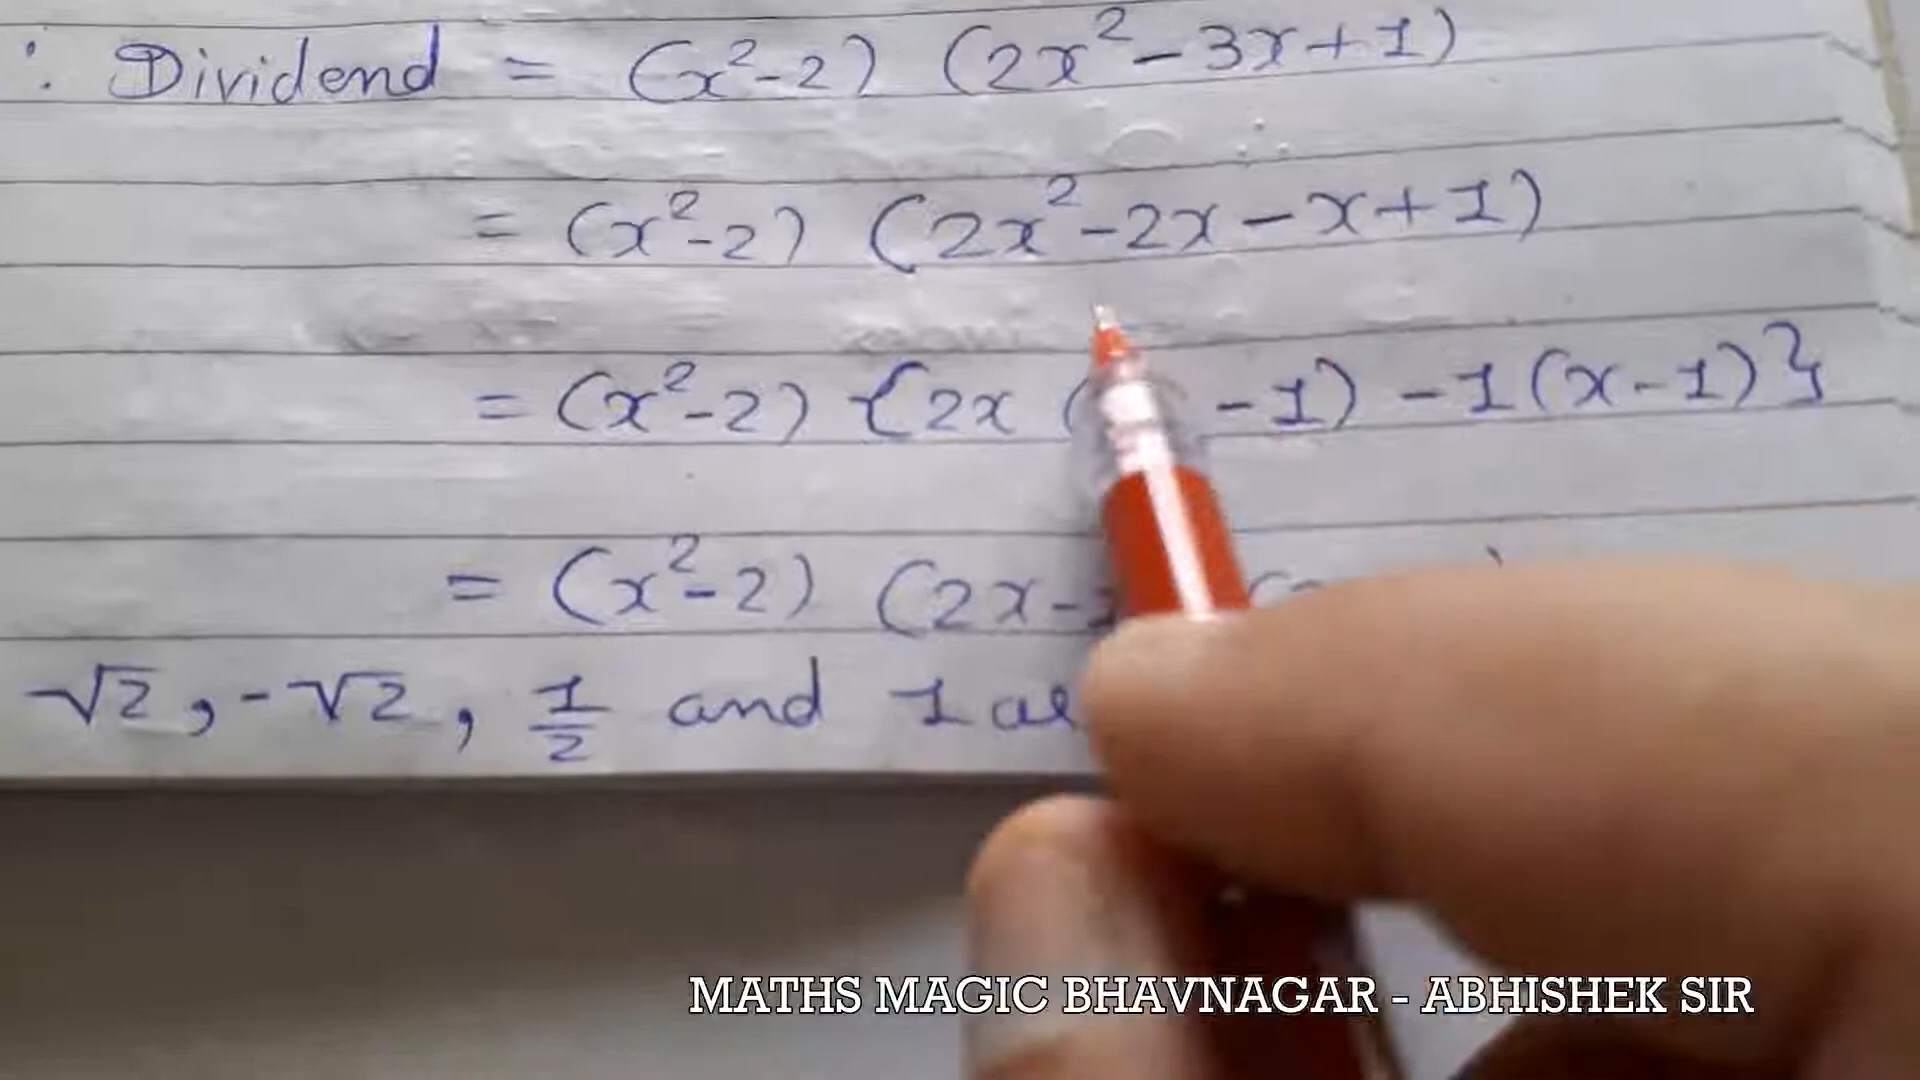 ∴ Dividend = (x²-2) (2x²-3x+1)
= (x²-2) (2x²-2x-x+1)
= (x²-2) {2x ( -1) -1(x-1)}
= (x²-2) (2x-
√2, -√2, 1/2 and 1
MATHS MAGIC BHAVNAGAR - ABHISHEK SIR